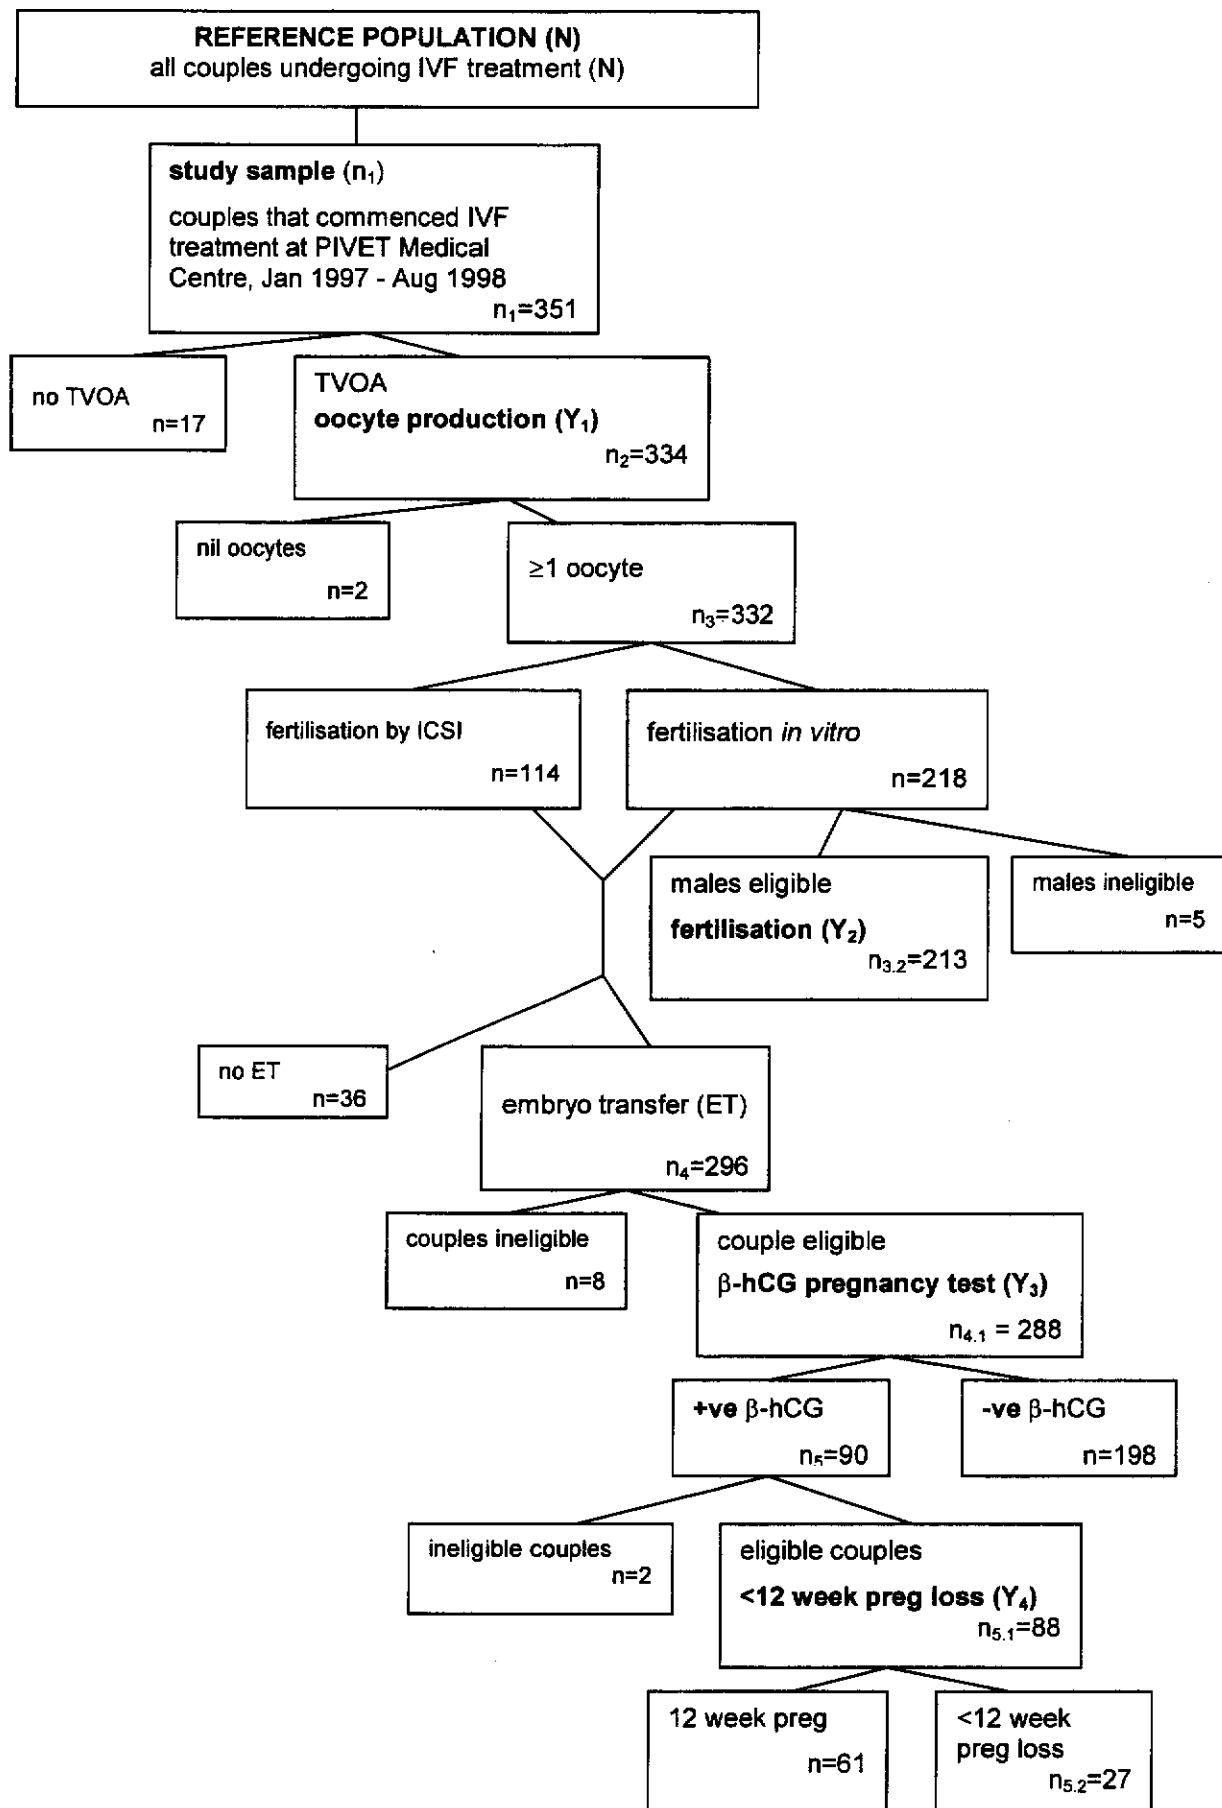 REFERENCE POPULATION (N)
all couples undergoing IVF treatment (N)
study sample (n₁)
couples that commenced IVF
treatment at PIVET Medical
Centre, Jan 1997 - Aug 1998
n₁=351
no TVOA
n=17
TVOA
oocyte production (Y₁)
n₂=334
nil oocytes
n=2
≥1 oocyte
n₃=332
fertilisation by ICSI
n=114
fertilisation in vitro
n=218
males eligible
fertilisation (Y₂)
n₃.₂=213
males ineligible
n=5
no ET
n=36
embryo transfer (ET)
n₄=296
couples ineligible
n=8
couple eligible
β-hCG pregnancy test (Y₃)
n₄.₁ = 288
+ve β-hCG
n₅=90
-ve β-hCG
n=198
ineligible couples
n=2
eligible couples
<12 week preg loss (Y₄)
n₅.₁=88
12 week preg
n=61
<12 week
preg loss
n₅.₂=27